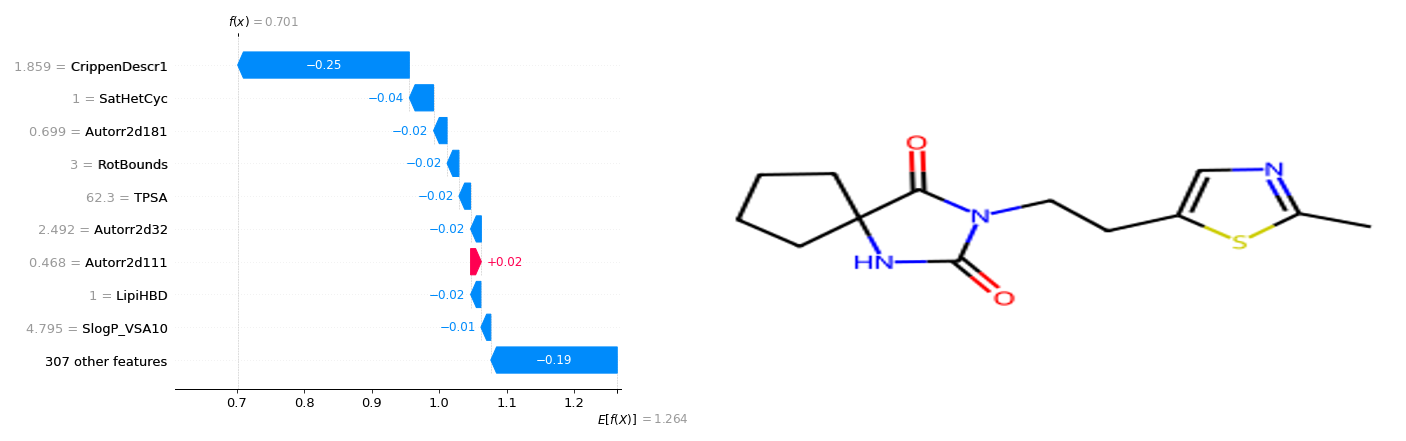 f(x) = 0.701
1.859 = CrippenDescr1
−0.25
1 = SatHetCyc
−0.04
0.699 = Autorr2d181
−0.02
3 = RotBounds
−0.02
62.3 = TPSA
−0.02
2.492 = Autorr2d32
−0.02
0.468 = Autorr2d111
+0.02
1 = LipiHBD
−0.02
4.795 = SlogP_VSA10
−0.01
307 other features
−0.19
0.7 0.8 0.9 1.0 1.1 1.2
E[f(X)] = 1.264
O
N
N
HN
S
O